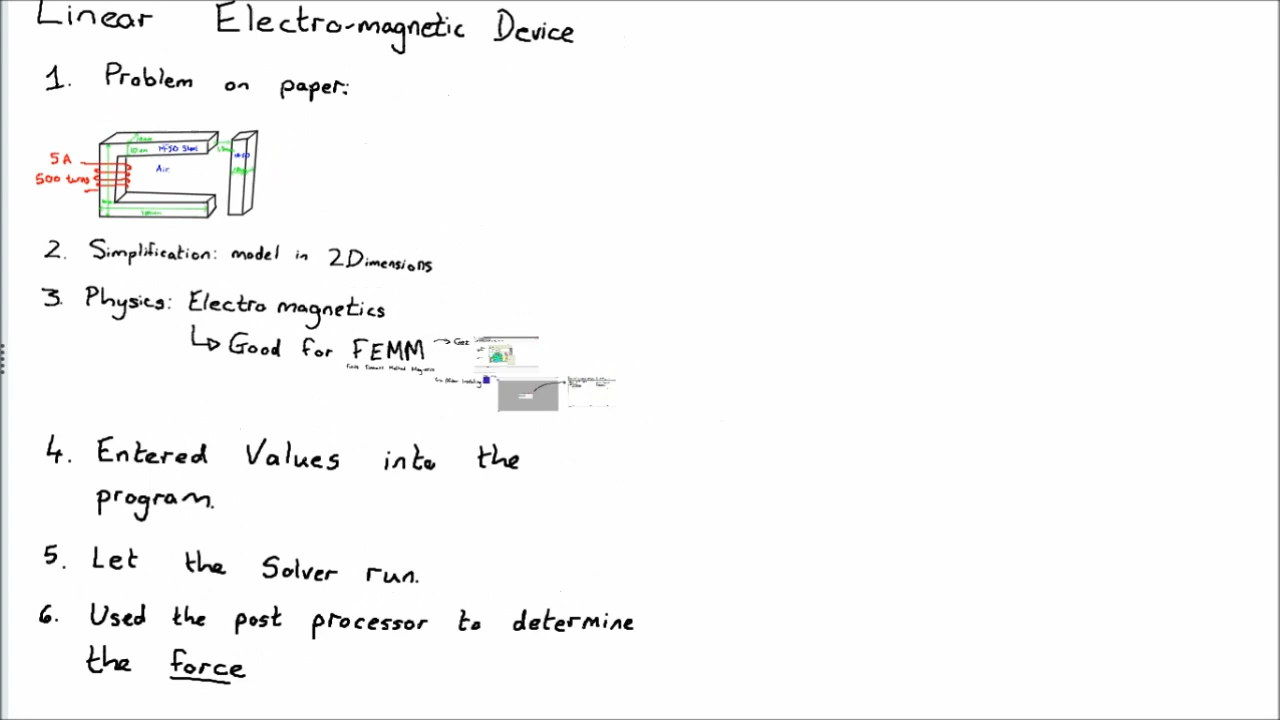 Linear Electro-magnetic Device
1. Problem on paper:
5A
500 turns
Air
2. Simplification: model in 2Dimensions
3. Physics: Electro magnetics
↳ Good for FEMM → Get
4. Entered Values into the
program.
5. Let the Solver run.
6. Used the post processor to determine
the force